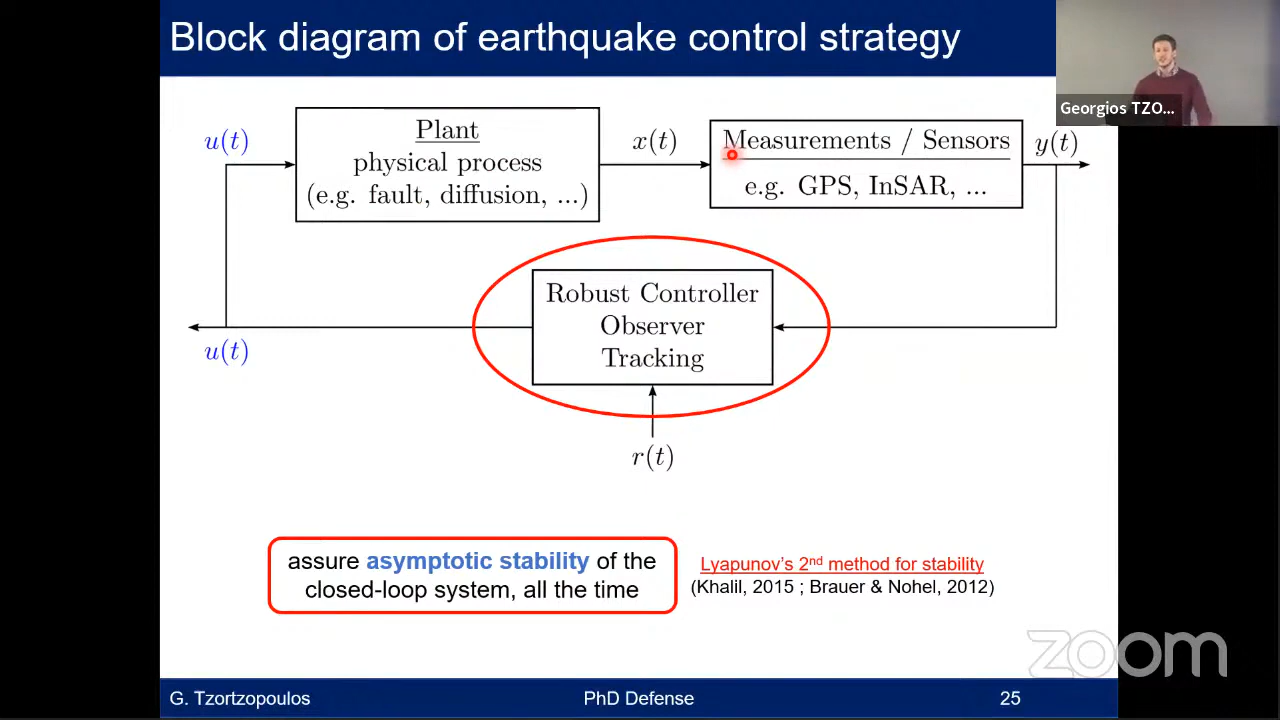 Block diagram of earthquake control strategy
Georgios TZO...
u(t)
Plant
physical process
(e.g. fault, diffusion, ...)
x(t)
Measurements / Sensors
e.g. GPS, InSAR, ...
y(t)
Robust Controller
Observer
Tracking
u(t)
r(t)
assure asymptotic stability of the
closed-loop system, all the time
Lyapunov's 2nd method for stability
(Khalil, 2015 ; Brauer & Nohel, 2012)
zoom
G. Tzortzopoulos
PhD Defense
25